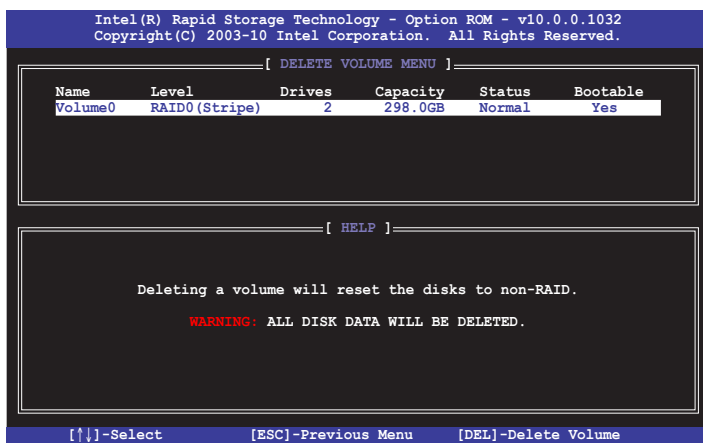 Intel(R) Rapid Storage Technology - Option ROM - v10.0.0.1032
Copyright(C) 2003-10 Intel Corporation. All Rights Reserved.
[ DELETE VOLUME MENU ]
Name Level Drives Capacity Status Bootable
Volume0 RAID0(Stripe) 2 298.0GB Normal Yes
[ HELP ]
Deleting a volume will reset the disks to non-RAID.
WARNING: ALL DISK DATA WILL BE DELETED.
[↑↓]-Select [ESC]-Previous Menu [DEL]-Delete Volume